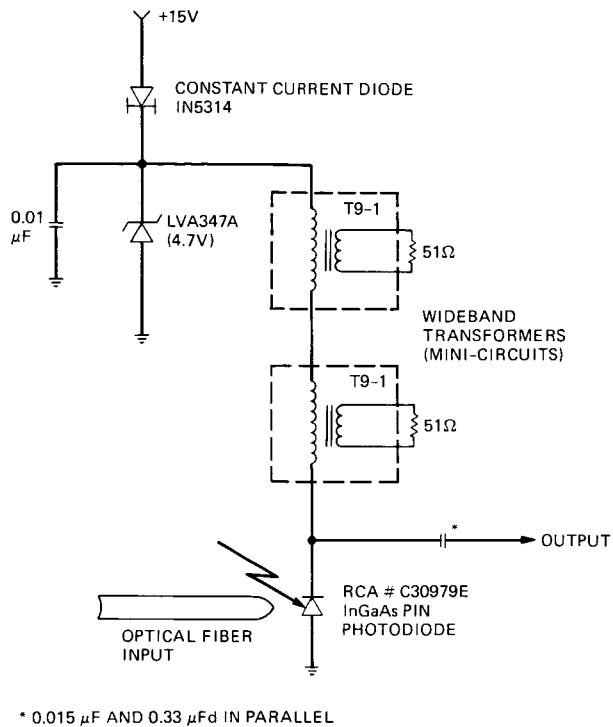 +15V
CONSTANT CURRENT DIODE
IN5314
0.01
μF
LVA347A
(4.7V)
T9-1
51Ω
WIDEBAND
TRANSFORMERS
(MINI-CIRCUITS)
T9-1
51Ω
*
OUTPUT
RCA # C30979E
InGaAs PIN
PHOTODIODE
OPTICAL FIBER
INPUT
* 0.015 μF AND 0.33 μFd IN PARALLEL